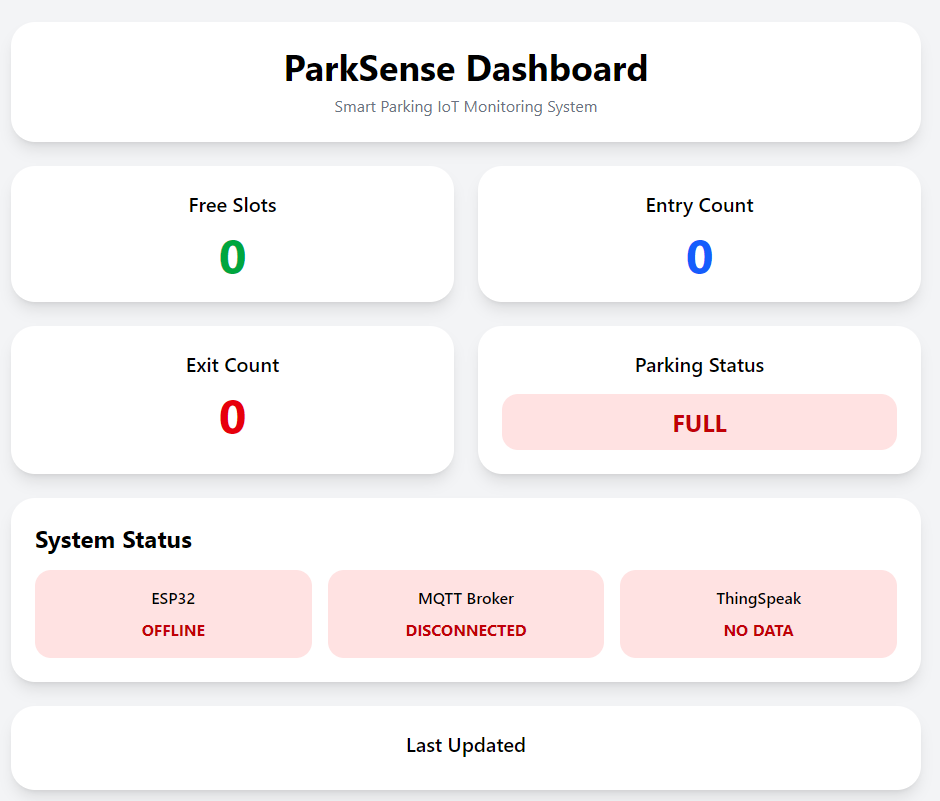 ParkSense Dashboard
Smart Parking IoT Monitoring System
Free Slots
0
Entry Count
0
Exit Count
0
Parking Status
FULL
System Status
ESP32
OFFLINE
MQTT Broker
DISCONNECTED
ThingSpeak
NO DATA
Last Updated